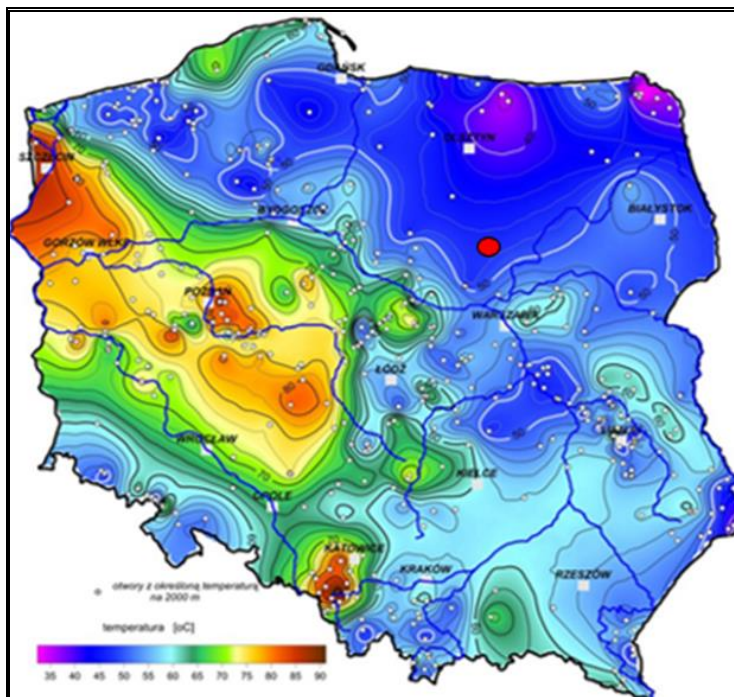 GDAŃSK
OLSZTYN
SZCZECIN
BIAŁYSTOK
BYDGOSZCZ
GORZÓW WLKP.
POZNAŃ
WARSZAWA
ŁÓDŹ
WROCŁAW
KIELCE
OPOLE
KATOWICE
KRAKÓW
RZESZÓW
otwory z określoną temperaturą
na 2000 m
temperatura [oC]
35 40 45 50 55 60 65 70 75 80 85 90